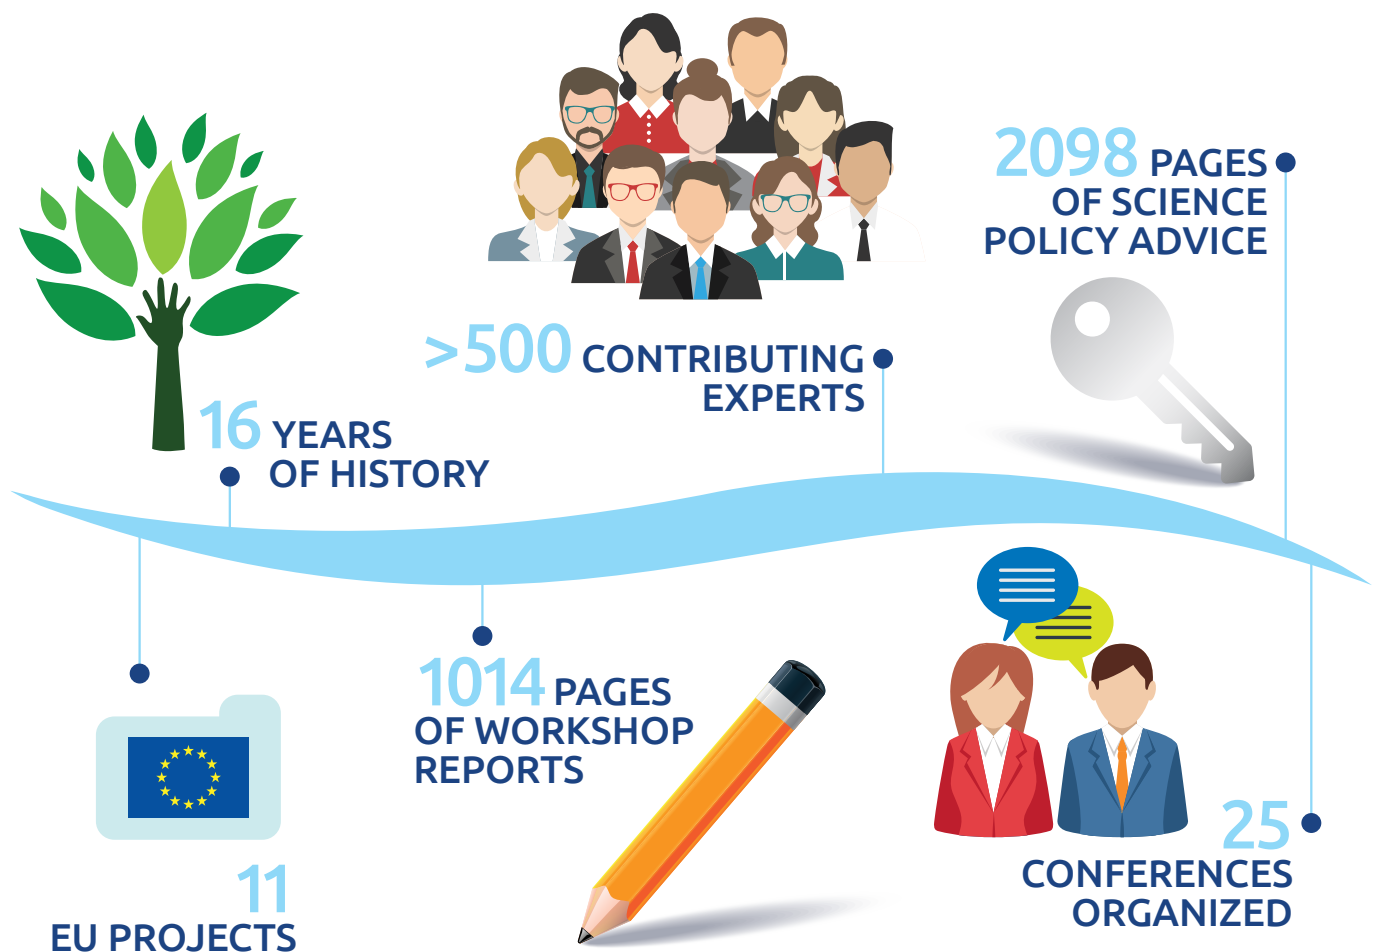 16 YEARS
OF HISTORY
>500 CONTRIBUTING
EXPERTS
2098 PAGES
OF SCIENCE
POLICY ADVICE
11
EU PROJECTS
1014 PAGES
OF WORKSHOP
REPORTS
25
CONFERENCES
ORGANIZED